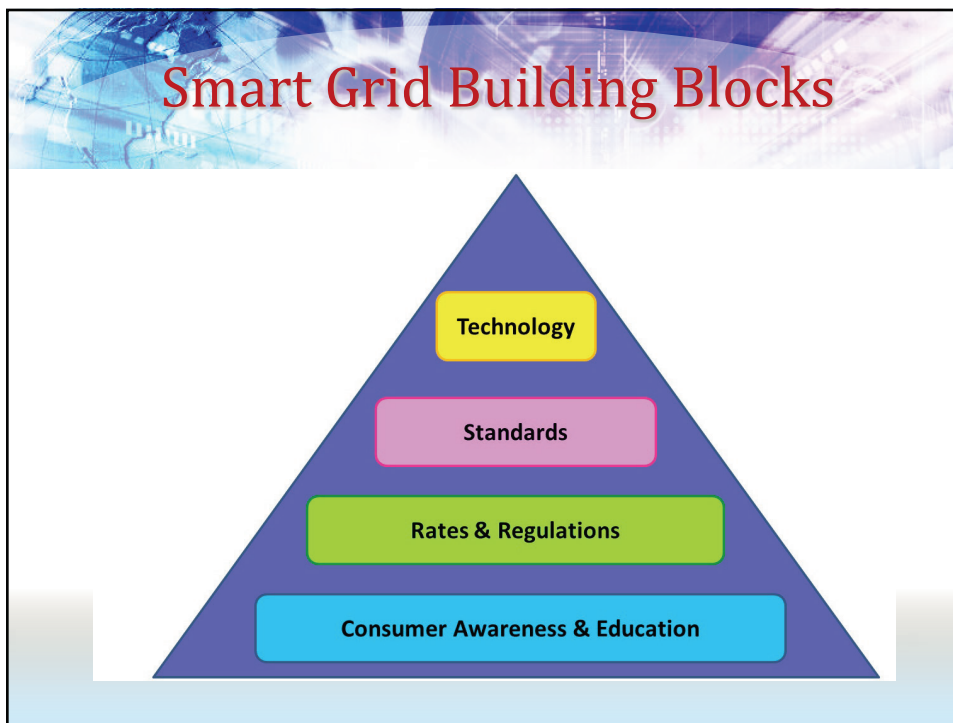 Smart Grid Building Blocks
Technology
Standards
Rates & Regulations
Consumer Awareness & Education